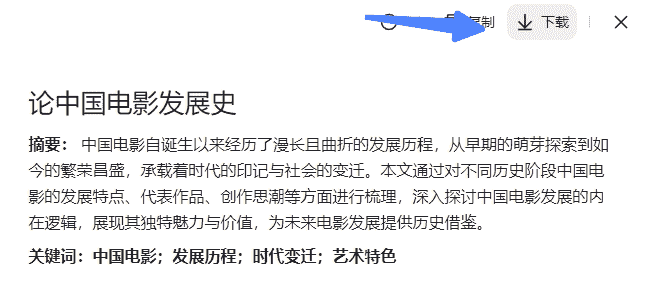 制 下载
论中国电影发展史
摘要： 中国电影自诞生以来经历了漫长且曲折的发展历程，从早期的萌芽探索到如
今的繁荣昌盛，承载着时代的印记与社会的变迁。本文通过对不同历史阶段中国电
影的发展特点、代表作品、创作思潮等方面进行梳理，深入探讨中国电影发展的内
在逻辑，展现其独特魅力与价值，为未来电影发展提供历史借鉴。
关键词：中国电影；发展历程；时代变迁；艺术特色